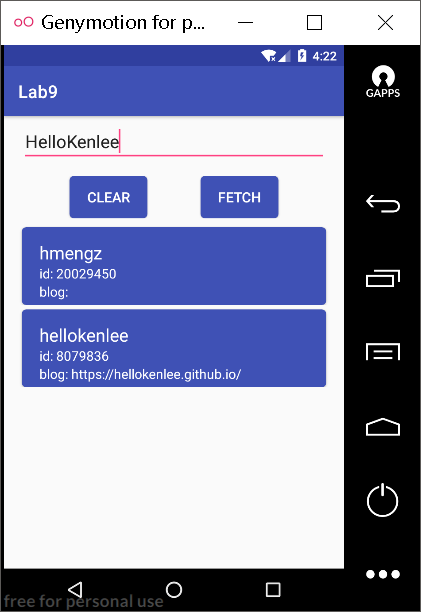 Genymotion for p...
4:22
GAPPS
Lab9
HelloKenlee
CLEAR
FETCH
hmengz
id: 20029450
blog:
hellokenlee
id: 8079836
blog: https://hellokenlee.github.io/
free for personal use